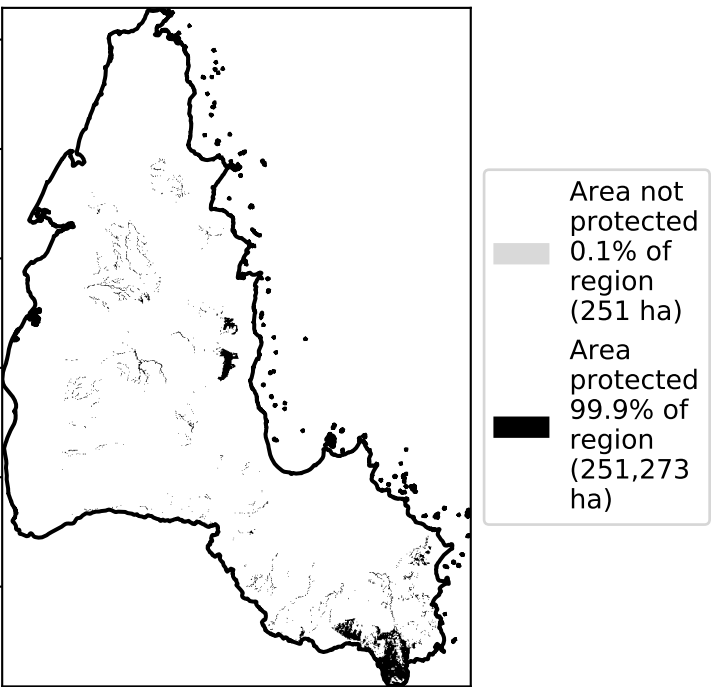 Area not
protected
0.1% of
region
(251 ha)
Area
protected
99.9% of
region
(251,273
ha)